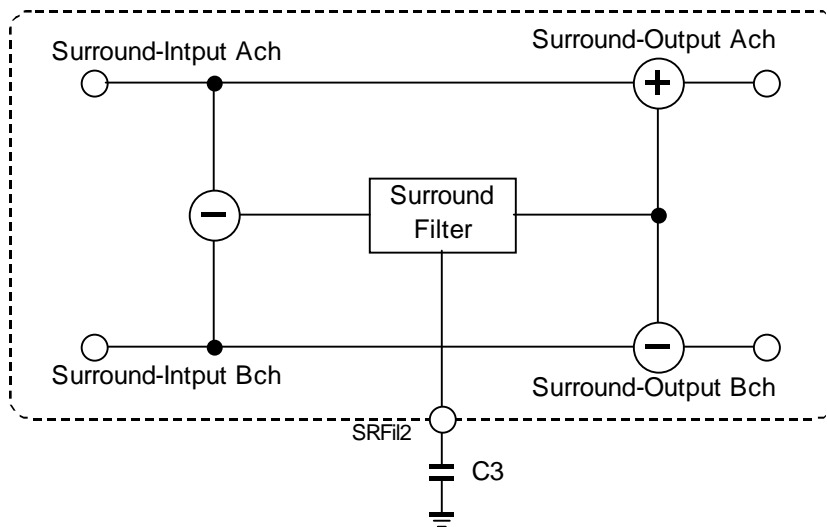 Surround-Intput Ach
Surround-Output Ach
Surround
Filter
Surround-Intput Bch
Surround-Output Bch
SRFil2
C3